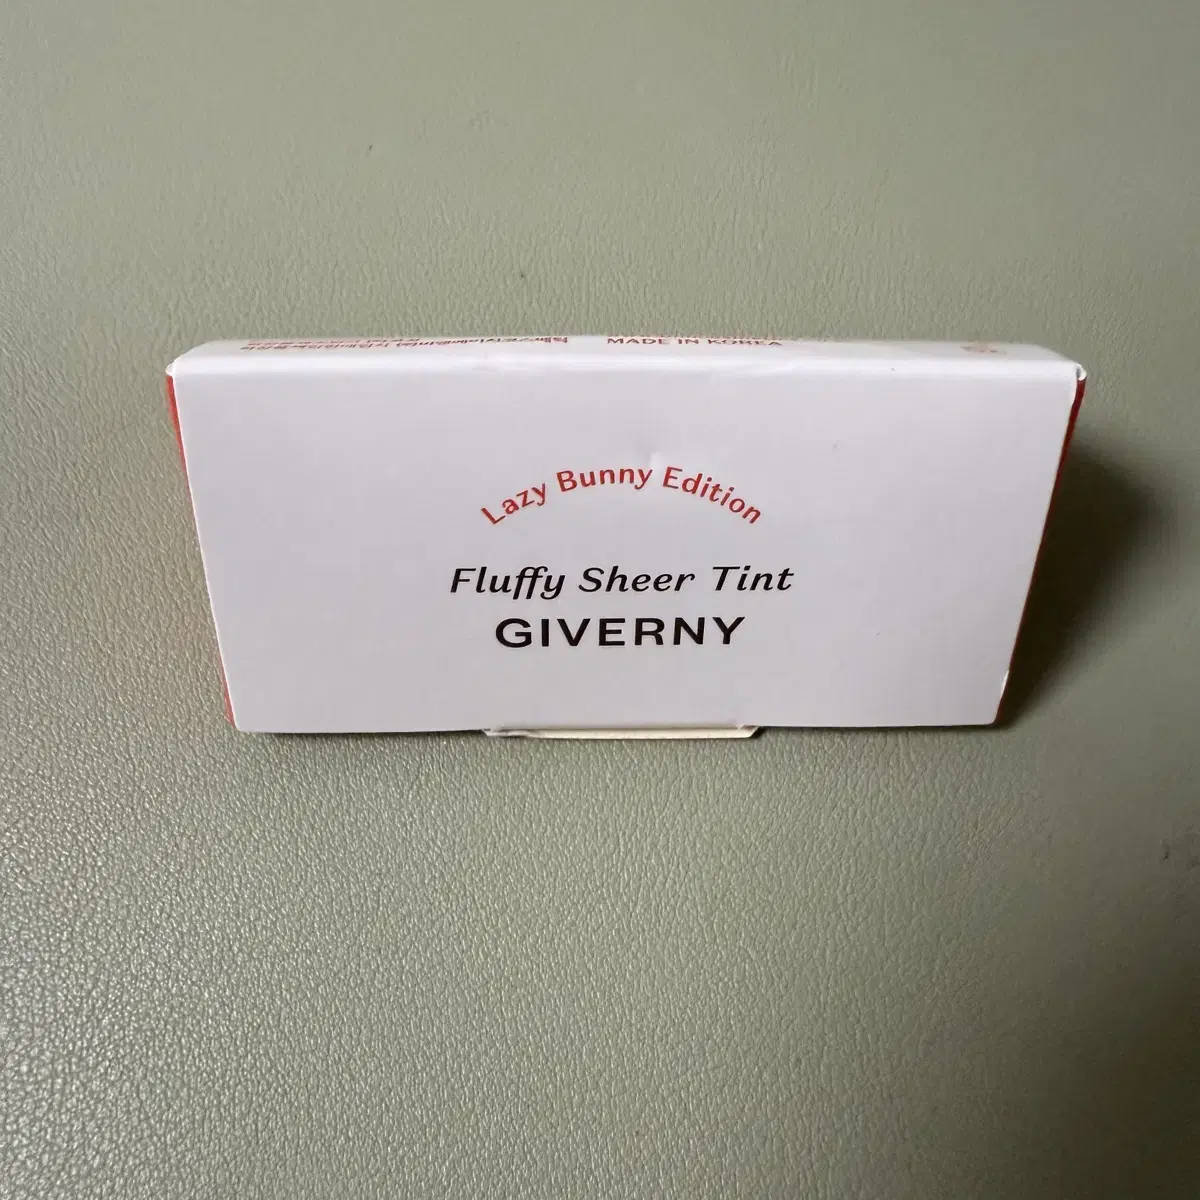 MADE IN KOREA
Lazy Bunny Edition
Fluffy Sheer Tint
GIVERNY